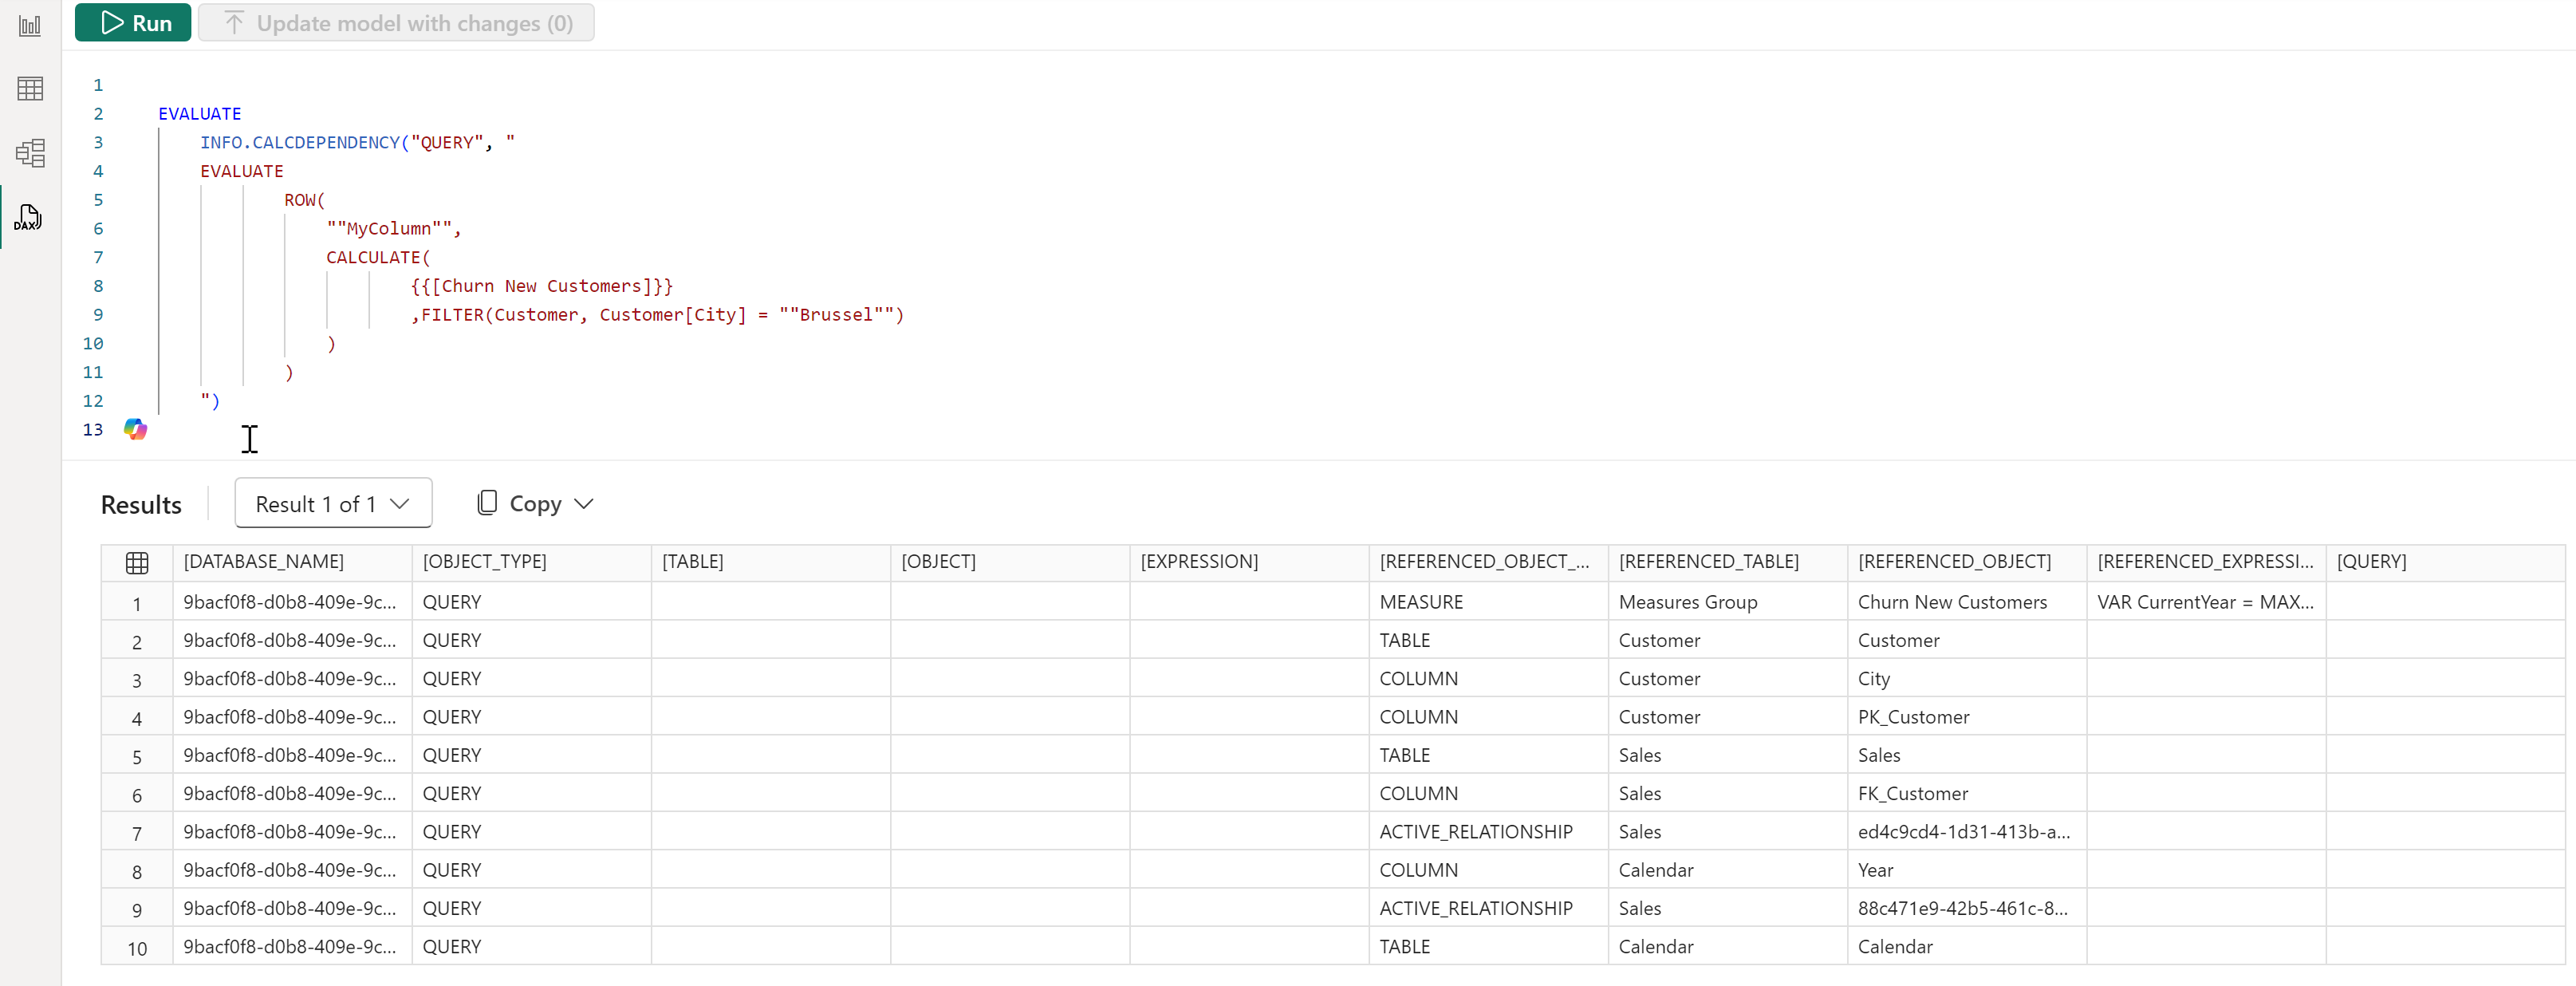 Run Update model with changes (0)
1
2 EVALUATE
3 INFO.CALCDEPENDENCY("QUERY", "
4 EVALUATE
5 ROW(
6 ""MyColumn"",
7 CALCULATE(
8 {{[Churn New Customers]}}
9 ,FILTER(Customer, Customer[City] = ""Brussel"")
10 )
11 )
12 ")
13
DAX
Results Result 1 of 1 Copy
[DATABASE_NAME] [OBJECT_TYPE] [TABLE] [OBJECT] [EXPRESSION] [REFERENCED_OBJECT_... [REFERENCED_TABLE] [REFERENCED_OBJECT] [REFERENCED_EXPRESSI... [QUERY]
1 9bacf0f8-d0b8-409e-9c... QUERY MEASURE Measures Group Churn New Customers VAR CurrentYear = MAX...
2 9bacf0f8-d0b8-409e-9c... QUERY TABLE Customer Customer
3 9bacf0f8-d0b8-409e-9c... QUERY COLUMN Customer City
4 9bacf0f8-d0b8-409e-9c... QUERY COLUMN Customer PK_Customer
5 9bacf0f8-d0b8-409e-9c... QUERY TABLE Sales Sales
6 9bacf0f8-d0b8-409e-9c... QUERY COLUMN Sales FK_Customer
7 9bacf0f8-d0b8-409e-9c... QUERY ACTIVE_RELATIONSHIP Sales ed4c9cd4-1d31-413b-a...
8 9bacf0f8-d0b8-409e-9c... QUERY COLUMN Calendar Year
9 9bacf0f8-d0b8-409e-9c... QUERY ACTIVE_RELATIONSHIP Sales 88c471e9-42b5-461c-8...
10 9bacf0f8-d0b8-409e-9c... QUERY TABLE Calendar Calendar